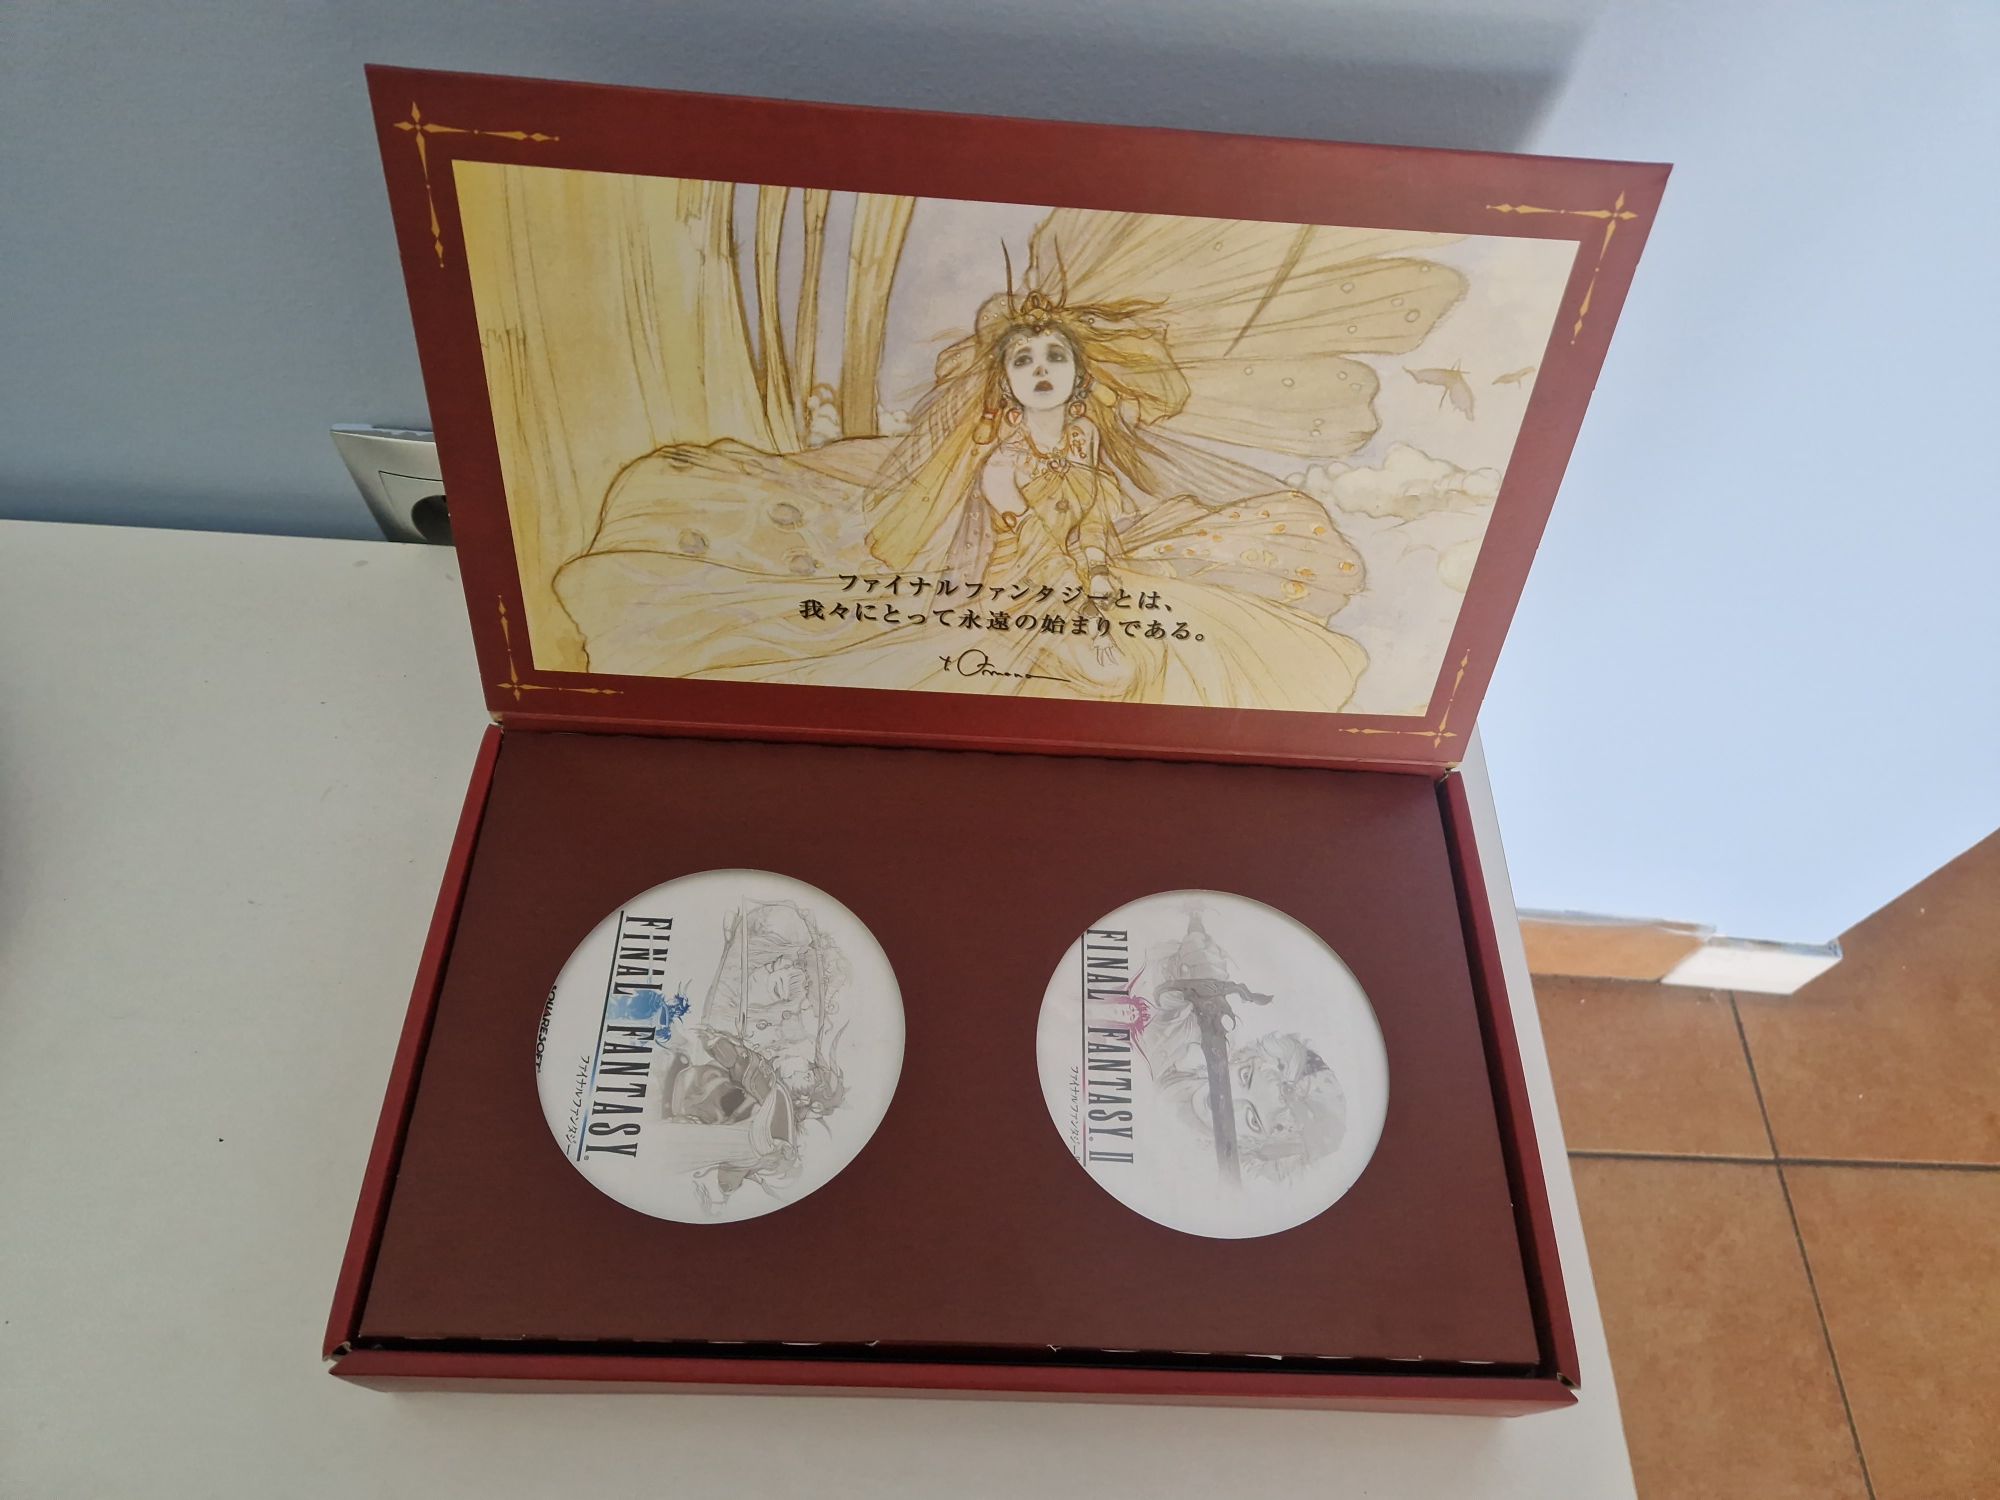 ファイナルファンタジーとは、
我々にとって永遠の始まりである。
Y. Amano
SQUARESOFT
FINAL FANTASY®
ファイナルファンタジー
FINAL FANTASY® II
ファイナルファンタジー